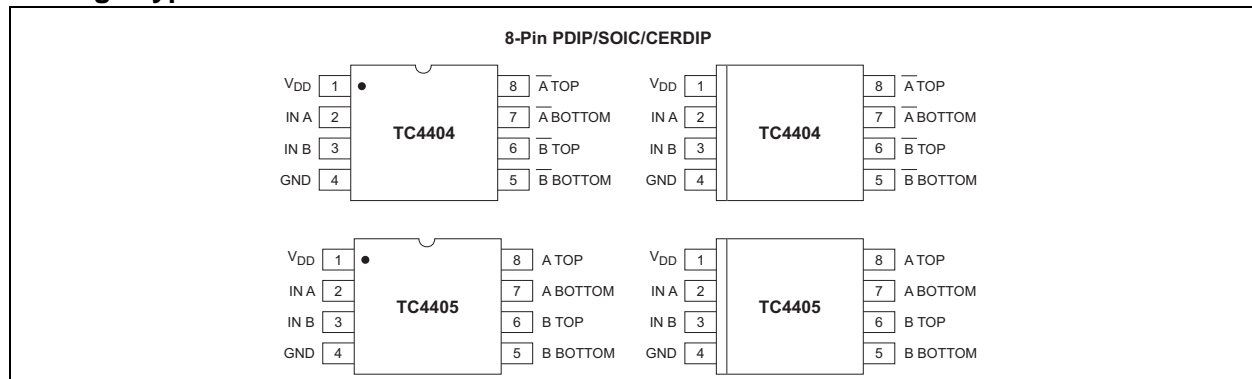 8-Pin PDIP/SOIC/CERDIP
VDD 1
IN A 2
IN B 3
GND 4
TC4404
8 A̅ TOP
7 A̅ BOTTOM
6 B̅ TOP
5 B̅ BOTTOM
VDD 1
IN A 2
IN B 3
GND 4
TC4404
8 A̅ TOP
7 A̅ BOTTOM
6 B̅ TOP
5 B̅ BOTTOM
VDD 1
IN A 2
IN B 3
GND 4
TC4405
8 A TOP
7 A BOTTOM
6 B TOP
5 B BOTTOM
VDD 1
IN A 2
IN B 3
GND 4
TC4405
8 A TOP
7 A BOTTOM
6 B TOP
5 B BOTTOM